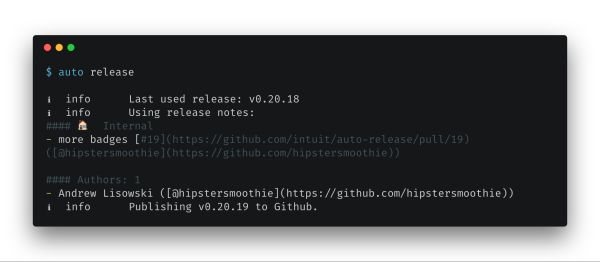 $ auto release
ℹ info Last used release: v0.20.18
ℹ info Using release notes:
#### 🏠 Internal
- more badges [#19](https://github.com/intuit/auto-release/pull/19)
([@hipstersmoothie](https://github.com/hipstersmoothie))
#### Authors: 1
- Andrew Lisowski ([@hipstersmoothie](https://github.com/hipstersmoothie))
ℹ info Publishing v0.20.19 to Github.